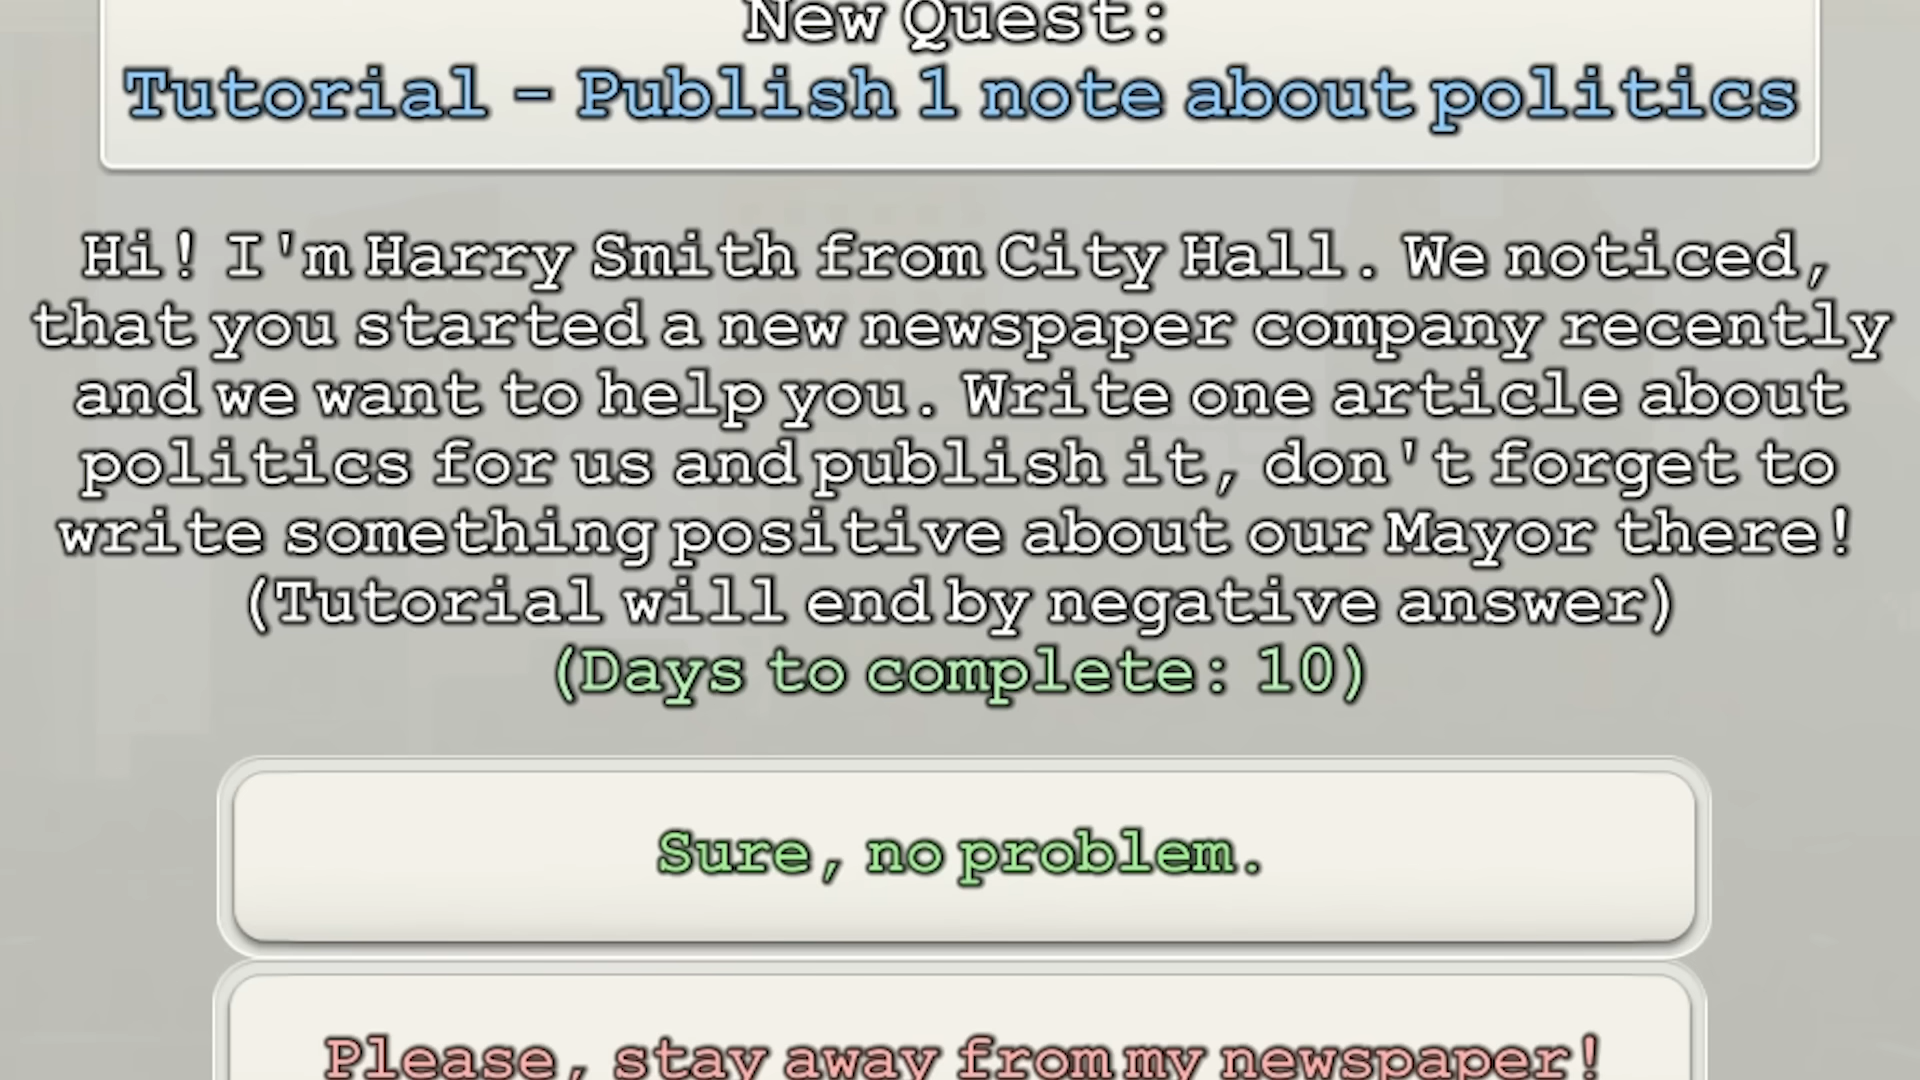 New Quest:
Tutorial - Publish 1 note about politics
Hi! I'm Harry Smith from City Hall. We noticed,
that you started a new newspaper company recently
and we want to help you. Write one article about
politics for us and publish it, don't forget to
write something positive about our Mayor there!
(Tutorial will end by negative answer)
(Days to complete: 10)
Sure, no problem.
Please, stay away from my newspaper!